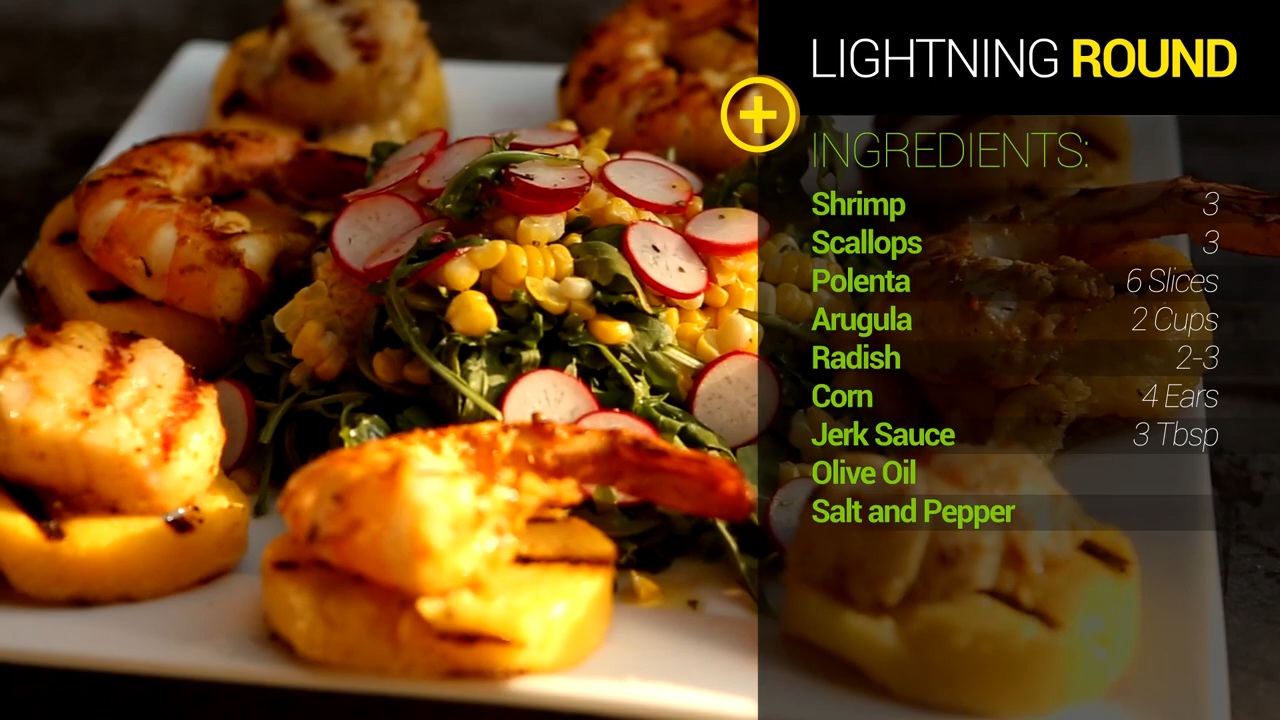 LIGHTNING ROUND
INGREDIENTS:
Shrimp 3
Scallops 3
Polenta 6 Slices
Arugula 2 Cups
Radish 2-3
Corn 4 Ears
Jerk Sauce 3 Tbsp
Olive Oil
Salt and Pepper